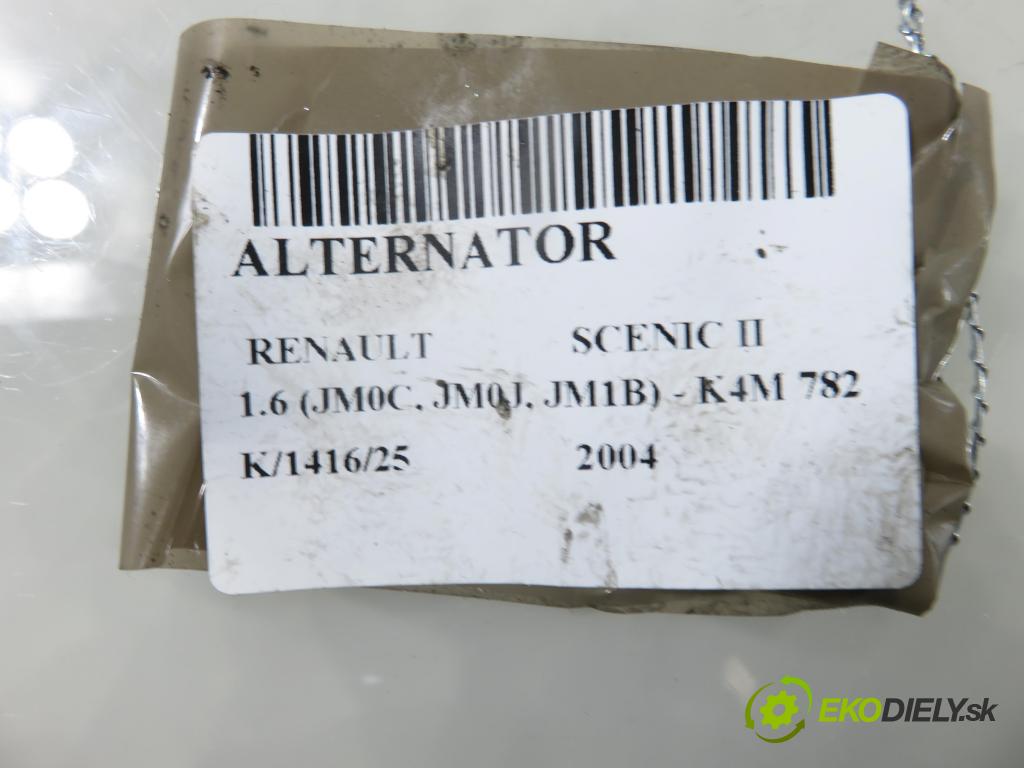 ALTERNATOR
RENAULT SCENIC II
1.6 (JM0C, JM0J, JM1B) - K4M 782
K/1416/25 2004
EKODIELY.sk